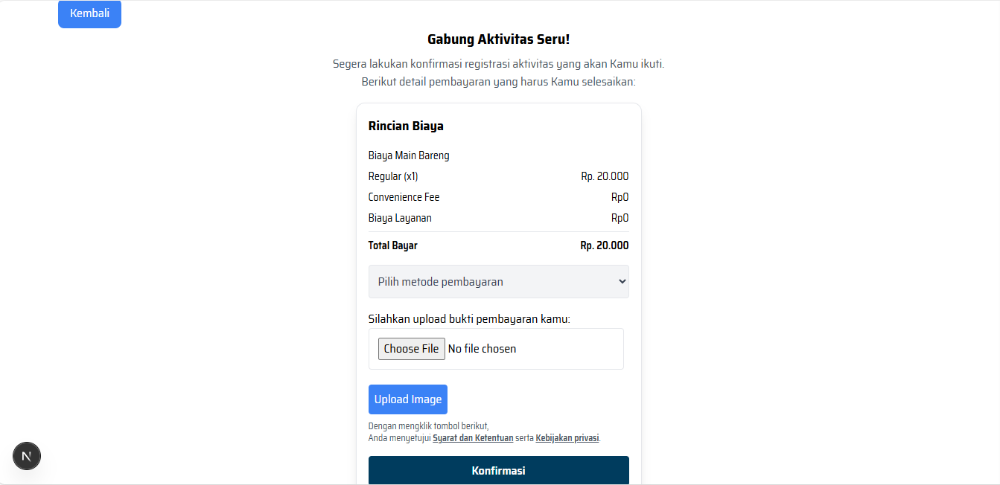 Kembali
Gabung Aktivitas Seru!
Segera lakukan konfirmasi registrasi aktivitas yang akan Kamu ikuti.
Berikut detail pembayaran yang harus Kamu selesaikan:
Rincian Biaya
Biaya Main Bareng
Regular (x1) Rp. 20.000
Convenience Fee Rp0
Biaya Layanan Rp0
Total Bayar Rp. 20.000
Pilih metode pembayaran
Silahkan upload bukti pembayaran kamu:
Choose File No file chosen
Upload Image
Dengan mengklik tombol berikut,
Anda menyetujui Syarat dan Ketentuan serta Kebijakan privasi.
N
Konfirmasi